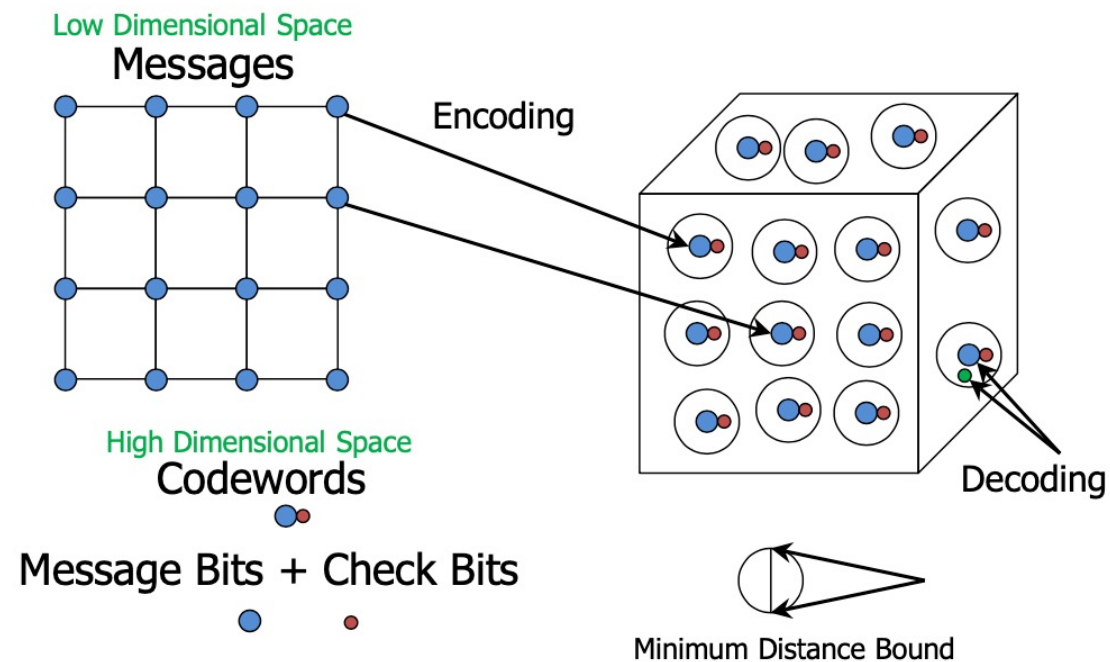 Low Dimensional Space
Messages
Encoding
High Dimensional Space
Codewords
Decoding
Message Bits + Check Bits
Minimum Distance Bound